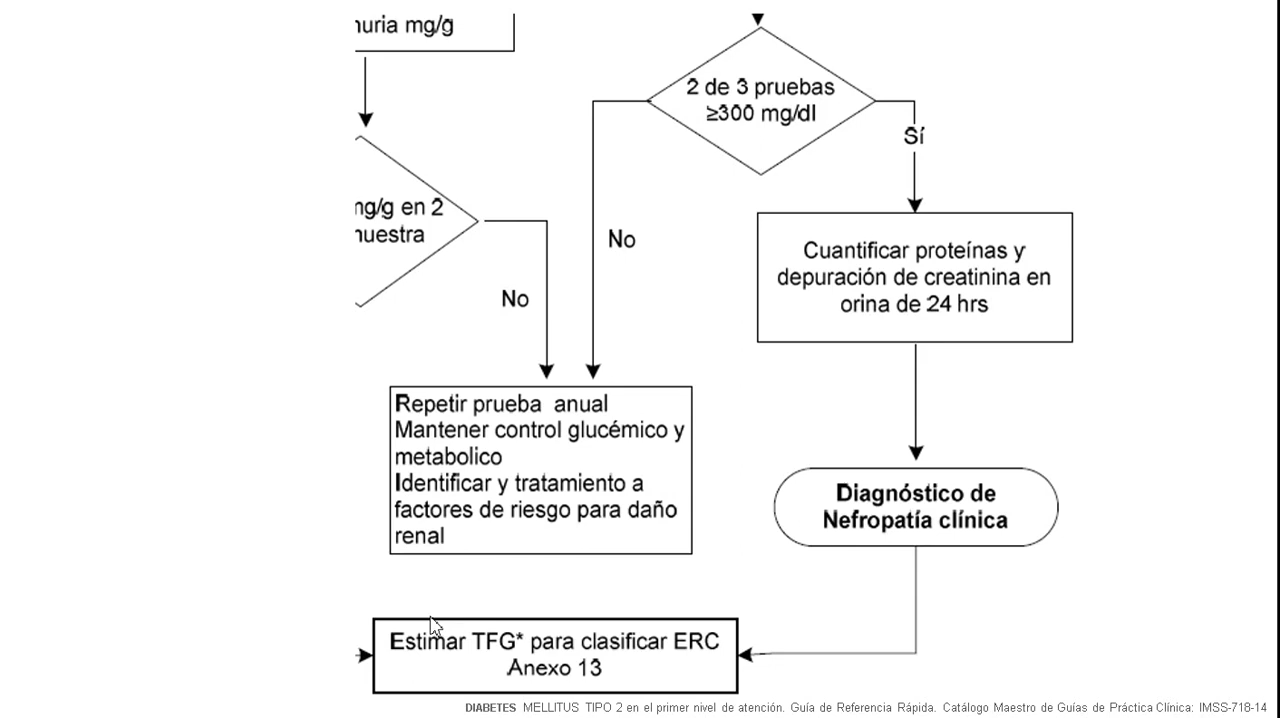 nuria mg/g
2 de 3 pruebas
≥300 mg/dl
Sí
mg/g en 2
muestra
No
No
Cuantificar proteínas y
depuración de creatinina en
orina de 24 hrs
Repetir prueba anual
Mantener control glucémico y
metabolico
Identificar y tratamiento a
factores de riesgo para daño
renal
Diagnóstico de
Nefropatía clínica
Estimar TFG* para clasificar ERC
Anexo 13
DIABETES MELLITUS TIPO 2 en el primer nivel de atención. Guía de Referencia Rápida. Catálogo Maestro de Guías de Práctica Clínica: IMSS-718-14